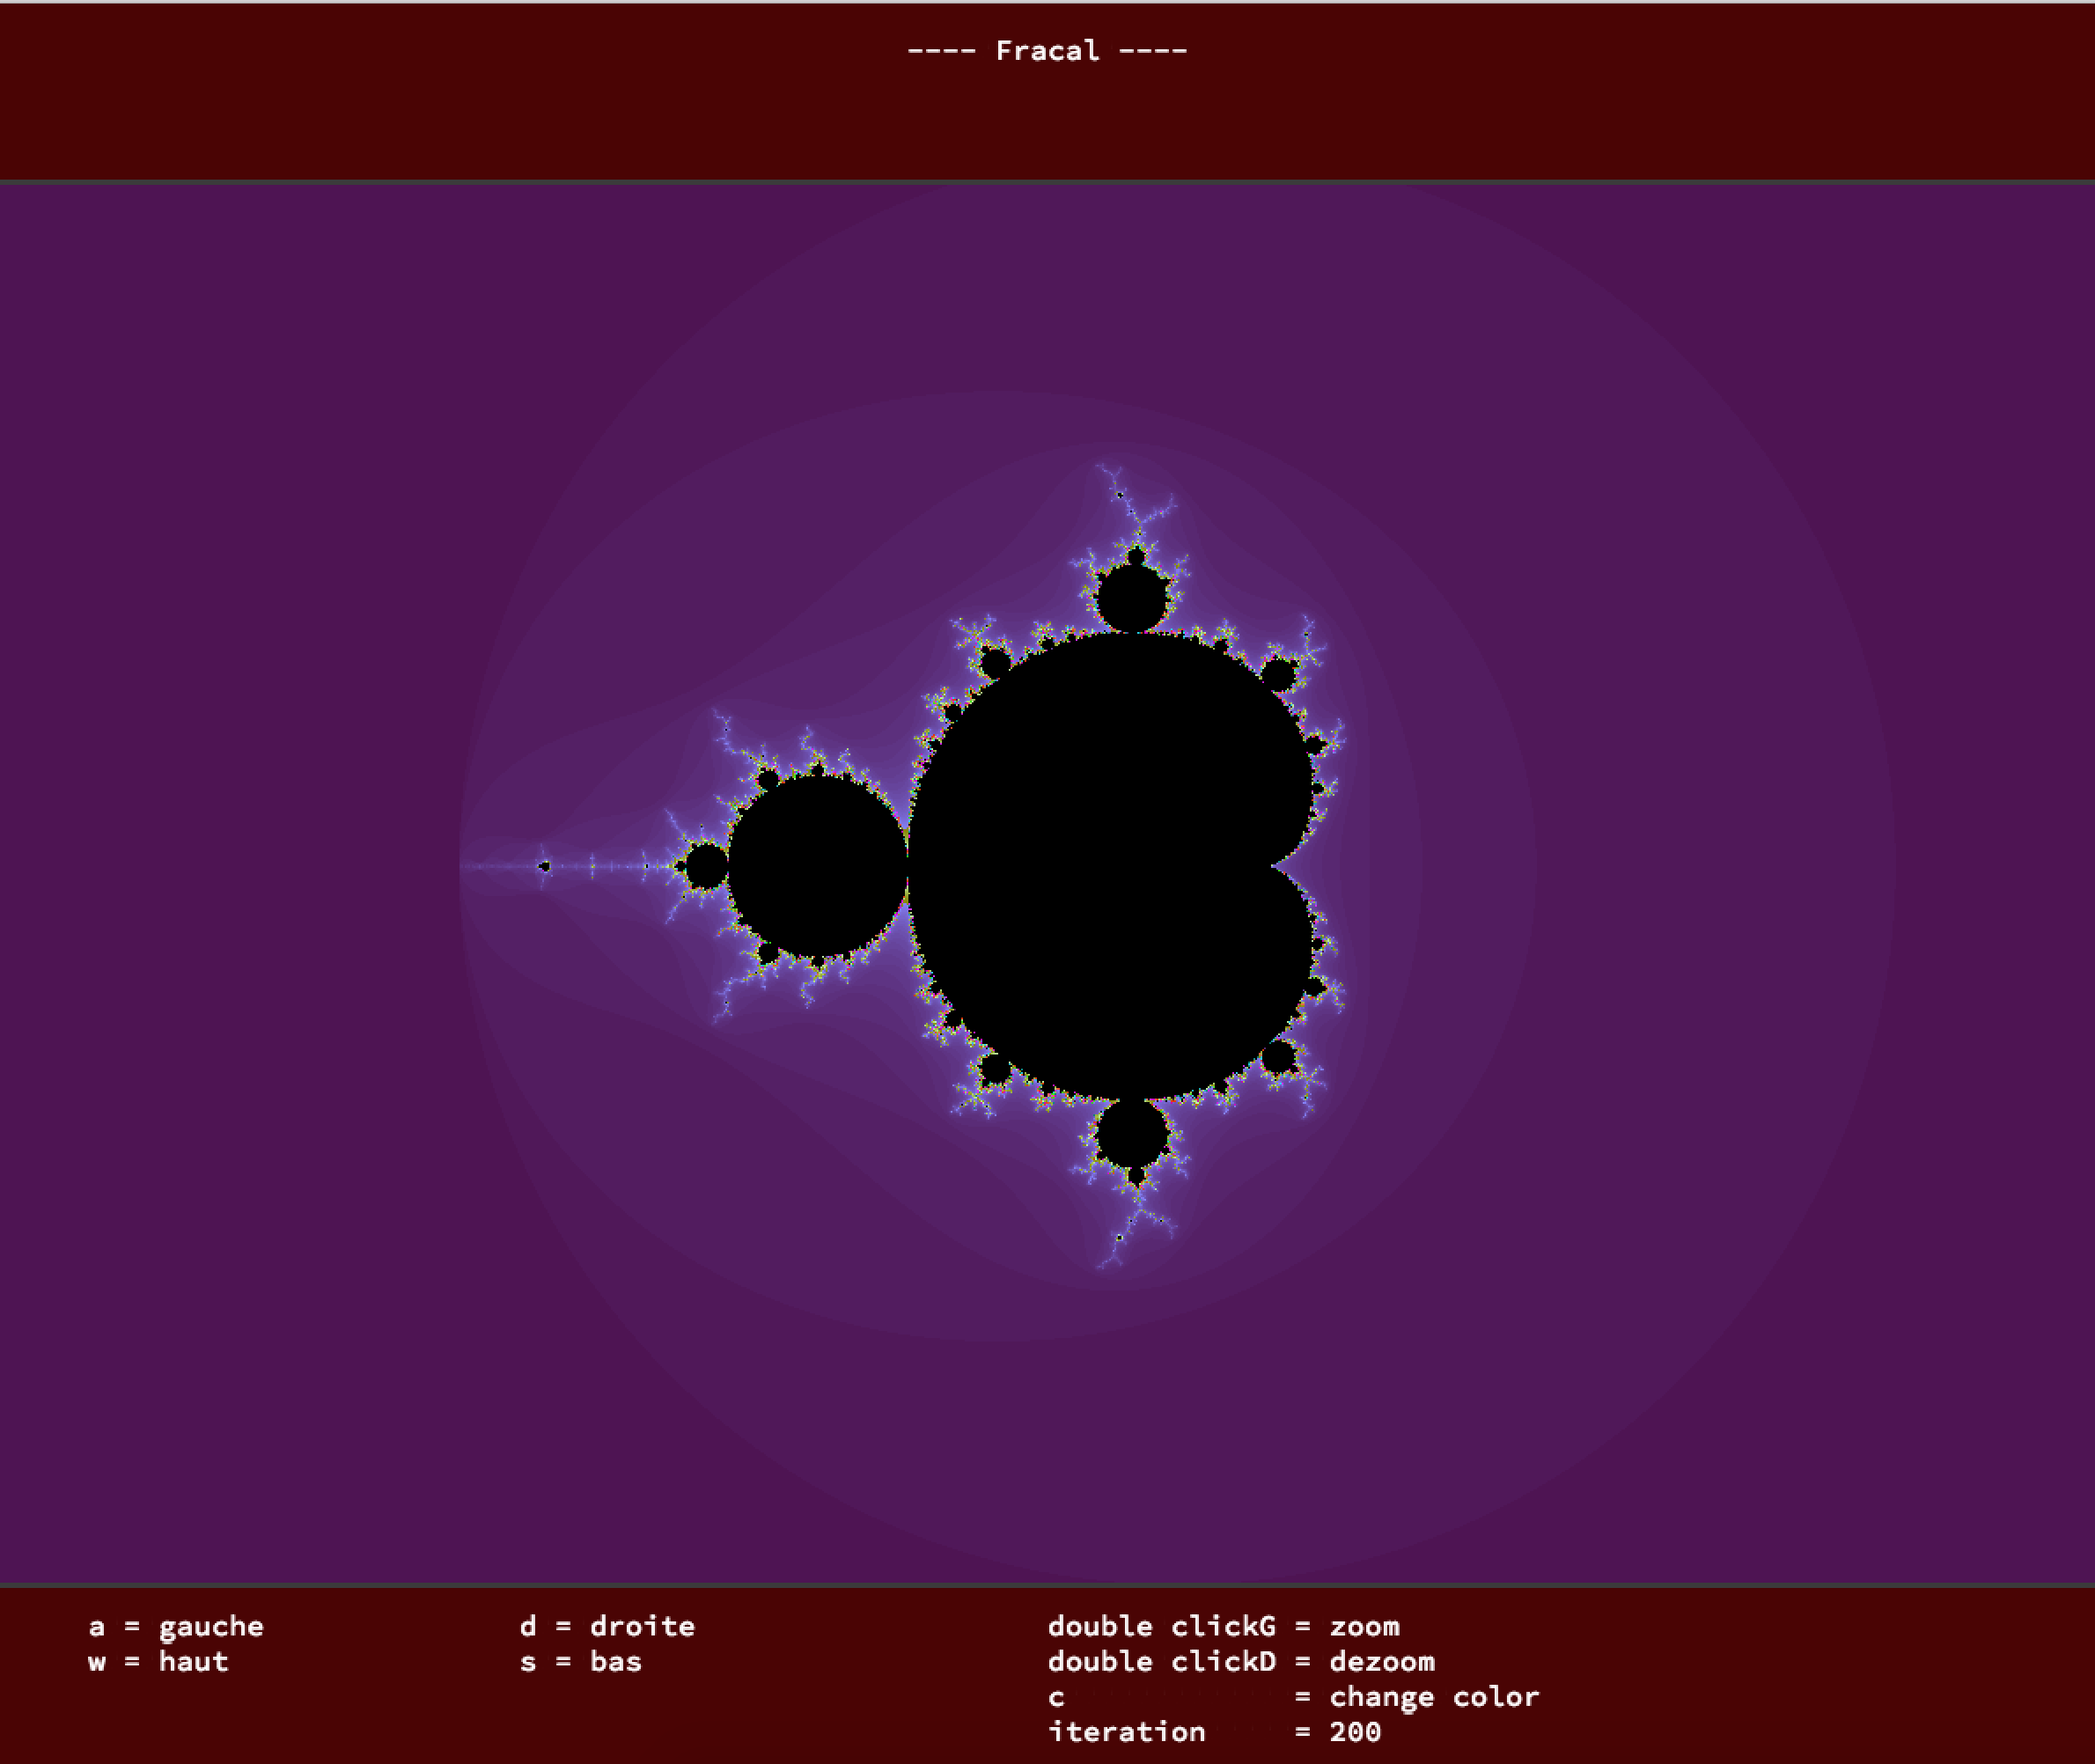 ---- Fracal ----
a = gauche d = droite double clickG = zoom
w = haut s = bas double clickD = dezoom
c = change color
iteration = 200